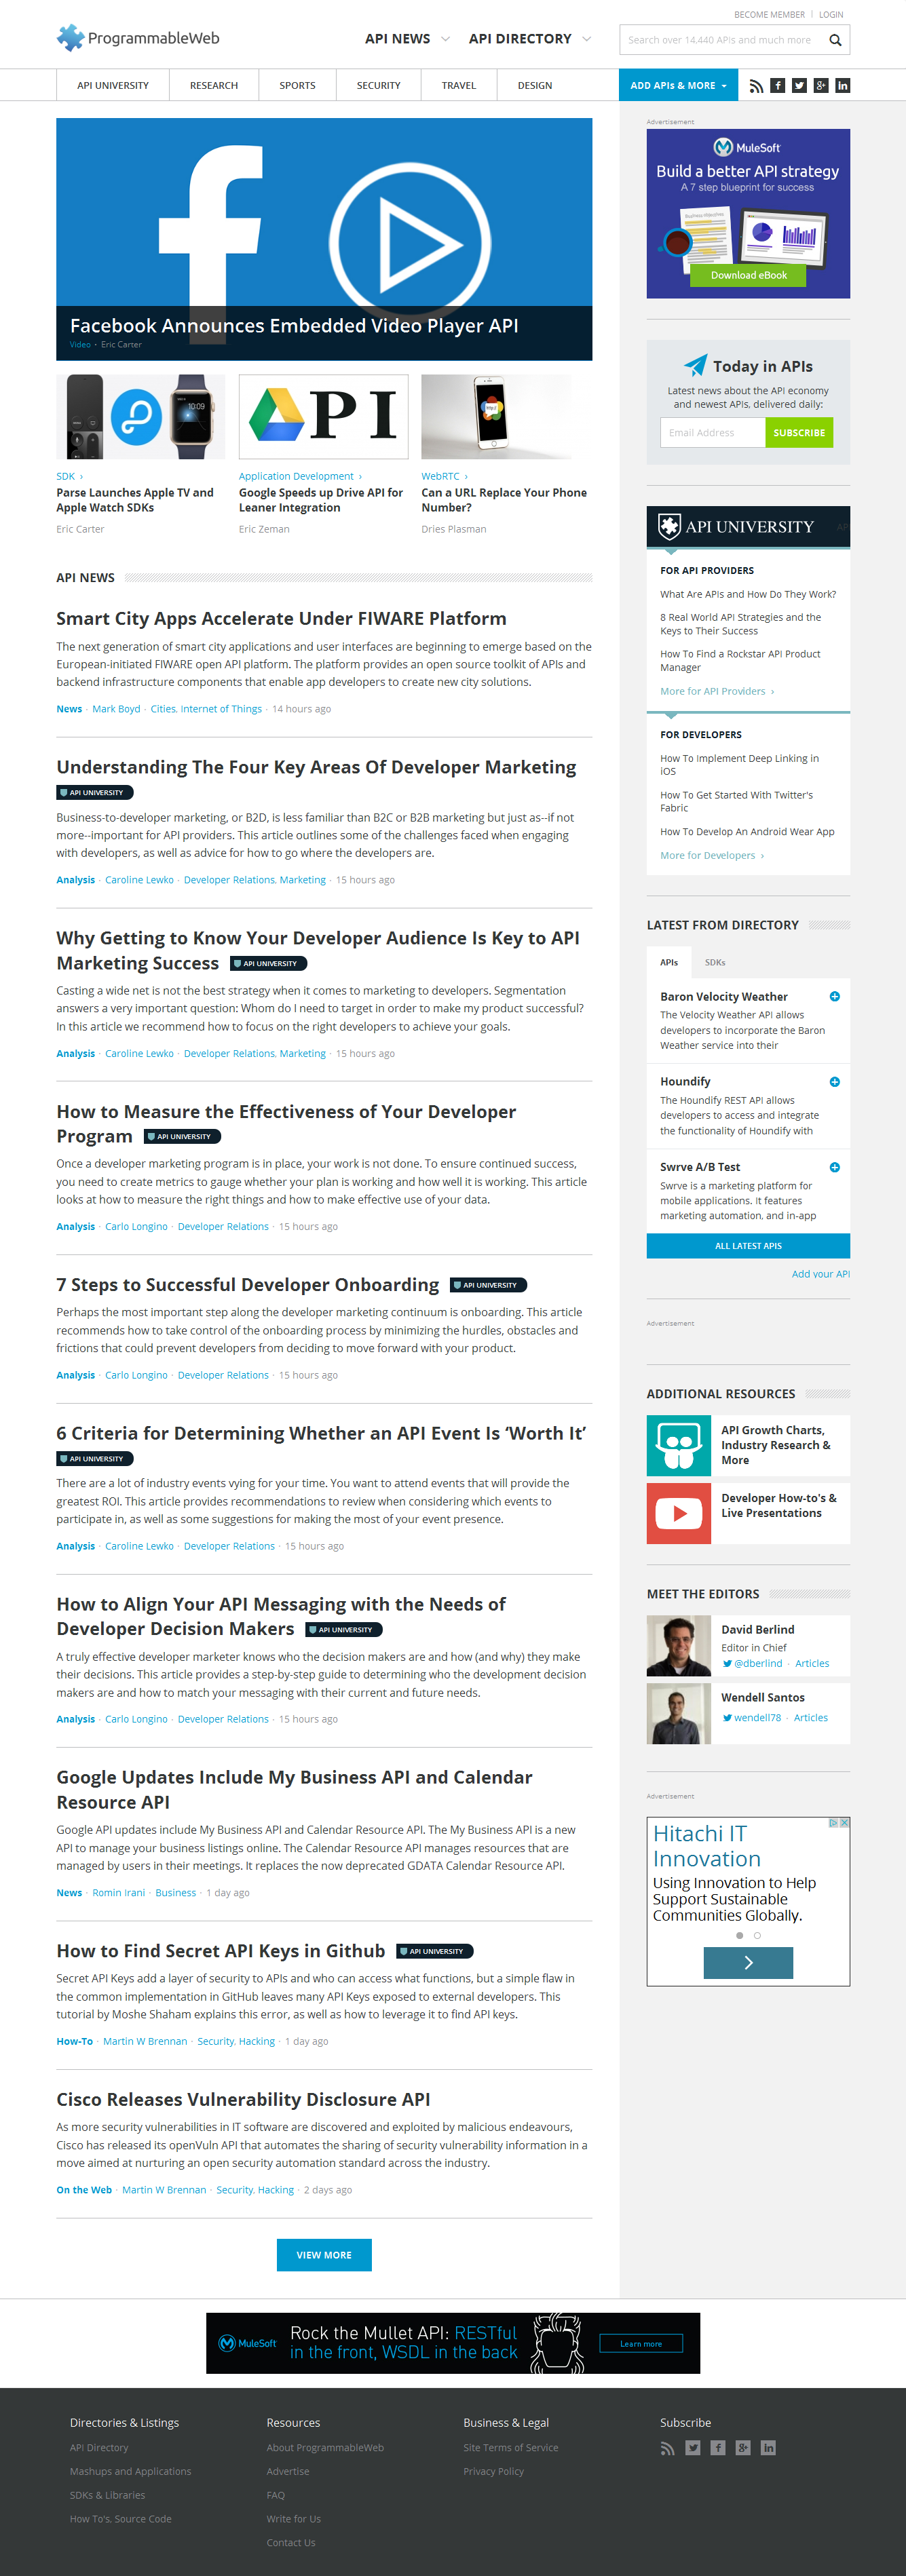 BECOME MEMBER | LOGIN
ProgrammableWeb
API NEWS
API DIRECTORY
Search over 14,440 APIs and much more
API UNIVERSITY
RESEARCH
SPORTS
SECURITY
TRAVEL
DESIGN
ADD APIs & MORE
Facebook Announces Embedded Video Player API
Video - Eric Carter
10:09
API
SDK ›
Parse Launches Apple TV and
Apple Watch SDKs
Eric Carter
Application Development ›
Google Speeds up Drive API for
Leaner Integration
Eric Zeman
WebRTC ›
Can a URL Replace Your Phone
Number?
Dries Plasman
API NEWS
Smart City Apps Accelerate Under FIWARE Platform
The next generation of smart city applications and user interfaces are beginning to emerge based on the
European-initiated FIWARE open API platform. The platform provides an open source toolkit of APIs and
backend infrastructure components that enable app developers to create new city solutions.
News · Mark Boyd · Cities, Internet of Things · 14 hours ago
Understanding The Four Key Areas Of Developer Marketing
API UNIVERSITY
Business-to-developer marketing, or B2D, is less familiar than B2C or B2B marketing but just as--if not
more--important for API providers. This article outlines some of the challenges faced when engaging
with developers, as well as advice for how to go where the developers are.
Analysis · Caroline Lewko · Developer Relations, Marketing · 15 hours ago
Why Getting to Know Your Developer Audience Is Key to API
Marketing Success API UNIVERSITY
Casting a wide net is not the best strategy when it comes to marketing to developers. Segmentation
answers a very important question: Whom do I need to target in order to make my product successful?
In this article we recommend how to focus on the right developers to achieve your goals.
Analysis · Caroline Lewko · Developer Relations, Marketing · 15 hours ago
How to Measure the Effectiveness of Your Developer
Program API UNIVERSITY
Once a developer marketing program is in place, your work is not done. To ensure continued success,
you need to create metrics to gauge whether your plan is working and how well it is working. This article
looks at how to measure the right things and how to make effective use of your data.
Analysis · Carlo Longino · Developer Relations · 15 hours ago
7 Steps to Successful Developer Onboarding API UNIVERSITY
Perhaps the most important step along the developer marketing continuum is onboarding. This article
recommends how to take control of the onboarding process by minimizing the hurdles, obstacles and
frictions that could prevent developers from deciding to move forward with your product.
Analysis · Carlo Longino · Developer Relations · 15 hours ago
6 Criteria for Determining Whether an API Event Is ‘Worth It’
API UNIVERSITY
There are a lot of industry events vying for your time. You want to attend events that will provide the
greatest ROI. This article provides recommendations to review when considering which events to
participate in, as well as some suggestions for making the most of your event presence.
Analysis · Caroline Lewko · Developer Relations · 15 hours ago
How to Align Your API Messaging with the Needs of
Developer Decision Makers API UNIVERSITY
A truly effective developer marketer knows who the decision makers are and how (and why) they make
their decisions. This article provides a step-by-step guide to determining who the development decision
makers are and how to match your messaging with their current and future needs.
Analysis · Carlo Longino · Developer Relations · 15 hours ago
Google Updates Include My Business API and Calendar
Resource API
Google API updates include My Business API and Calendar Resource API. The My Business API is a new
API to manage your business listings online. The Calendar Resource API manages resources that are
managed by users in their meetings. It replaces the now deprecated GDATA Calendar Resource API.
News · Romin Irani · Business · 1 day ago
How to Find Secret API Keys in Github API UNIVERSITY
Secret API Keys add a layer of security to APIs and who can access what functions, but a simple flaw in
the common implementation in GitHub leaves many API Keys exposed to external developers. This
tutorial by Moshe Shaham explains this error, as well as how to leverage it to find API keys.
How-To · Martin W Brennan · Security, Hacking · 1 day ago
Cisco Releases Vulnerability Disclosure API
As more security vulnerabilities in IT software are discovered and exploited by malicious endeavours,
Cisco has released its openVuln API that automates the sharing of security vulnerability information in a
move aimed at nurturing an open security automation standard across the industry.
On the Web · Martin W Brennan · Security, Hacking · 2 days ago
VIEW MORE
Advertisement
MuleSoft
Build a better API strategy
A 7 step blueprint for success
Download eBook
Today in APIs
Latest news about the API economy
and newest APIs, delivered daily:
Email Address
SUBSCRIBE
API UNIVERSITY
FOR API PROVIDERS
What Are APIs and How Do They Work?
8 Real World API Strategies and the
Keys to Their Success
How To Find a Rockstar API Product
Manager
More for API Providers ›
FOR DEVELOPERS
How To Implement Deep Linking in
iOS
How To Get Started With Twitter's
Fabric
How To Develop An Android Wear App
More for Developers ›
LATEST FROM DIRECTORY
APIs
SDKs
Baron Velocity Weather
The Velocity Weather API allows
developers to incorporate the Baron
Weather service into their
Houndify
The Houndify REST API allows
developers to access and integrate
the functionality of Houndify with
Swrve A/B Test
Swrve is a marketing platform for
mobile applications. It features
marketing automation, and in-app
ALL LATEST APIS
Add your API
Advertisement
ADDITIONAL RESOURCES
API Growth Charts,
Industry Research &
More
Developer How-to's &
Live Presentations
MEET THE EDITORS
David Berlind
Editor in Chief
@dberlind · Articles
Wendell Santos
wendell78 · Articles
Advertisement
Hitachi IT
Innovation
Using Innovation to Help
Support Sustainable
Communities Globally.
MuleSoft
Rock the Mullet API: RESTful
in the front, WSDL in the back
Learn more
Directories & Listings
API Directory
Mashups and Applications
SDKs & Libraries
How To's, Source Code
Resources
About ProgrammableWeb
Advertise
FAQ
Write for Us
Contact Us
Business & Legal
Site Terms of Service
Privacy Policy
Subscribe